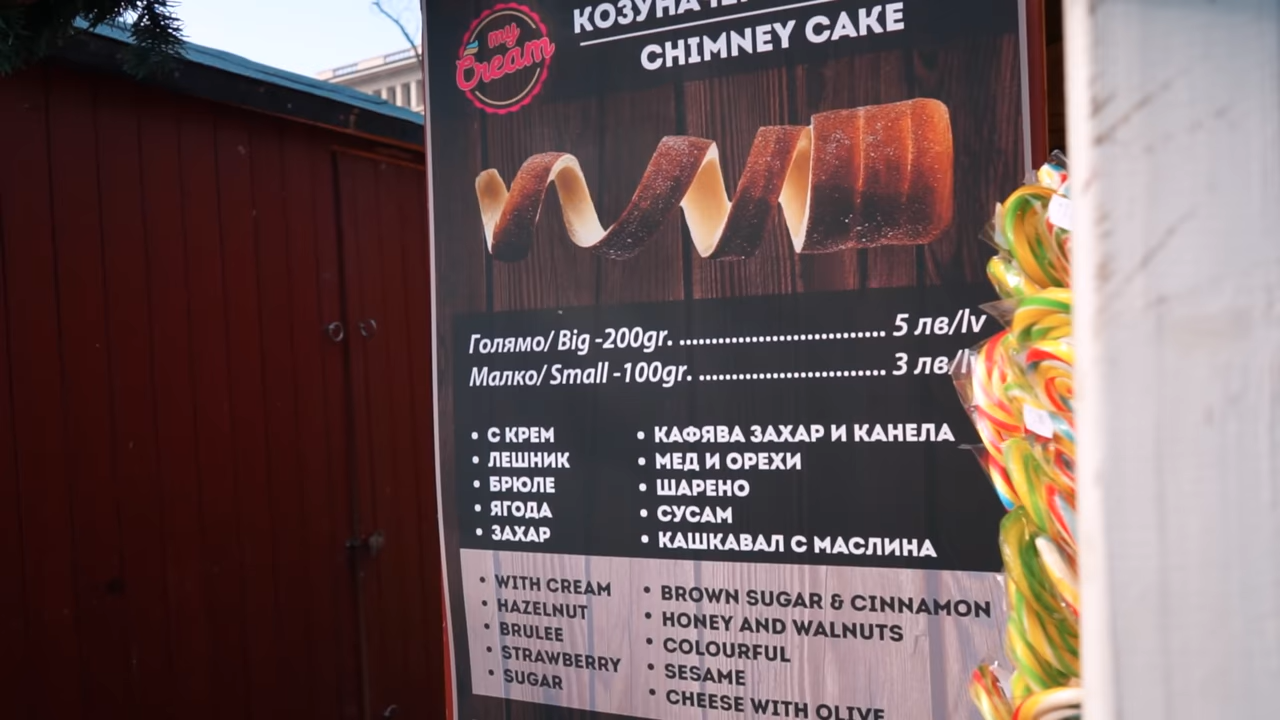 my
Cream
CHIMNEY CAKE
Голямо/ Big -200gr. ............................... 5 лв/lv
Малко/ Small -100gr. ............................ 3 лв/lv
• С КРЕМ
• ЛЕШНИК
• БРЮЛЕ
• ЯГОДА
• ЗАХАР
• КАФЯВА ЗАХАР И КАНЕЛА
• МЕД И ОРЕХИ
• ШАРЕНО
• СУСАМ
• КАШКАВАЛ С МАСЛИНА
• WITH CREAM
• HAZELNUT
• BRULEE
• STRAWBERRY
• SUGAR
• BROWN SUGAR & CINNAMON
• HONEY AND WALNUTS
• COLOURFUL
• SESAME
• CHEESE WITH OLIVE